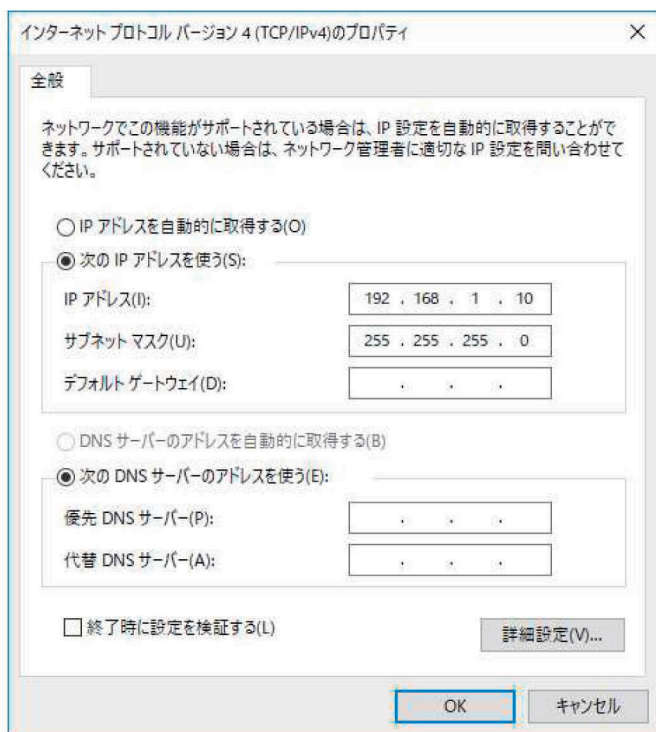 インターネット プロトコル バージョン 4 (TCP/IPv4)のプロパティ
全般
ネットワークでこの機能がサポートされている場合は、IP 設定を自動的に取得することがで
きます。サポートされていない場合は、ネットワーク管理者に適切な IP 設定を問い合わせて
ください。
IP アドレスを自動的に取得する(O)
次の IP アドレスを使う(S):
IP アドレス(I): 192 . 168 . 1 . 10
サブネット マスク(U): 255 . 255 . 255 . 0
デフォルト ゲートウェイ(D): . . .
DNS サーバーのアドレスを自動的に取得する(B)
次の DNS サーバーのアドレスを使う(E):
優先 DNS サーバー(P): . . .
代替 DNS サーバー(A): . . .
終了時に設定を検証する(L)
詳細設定(V)...
OK キャンセル